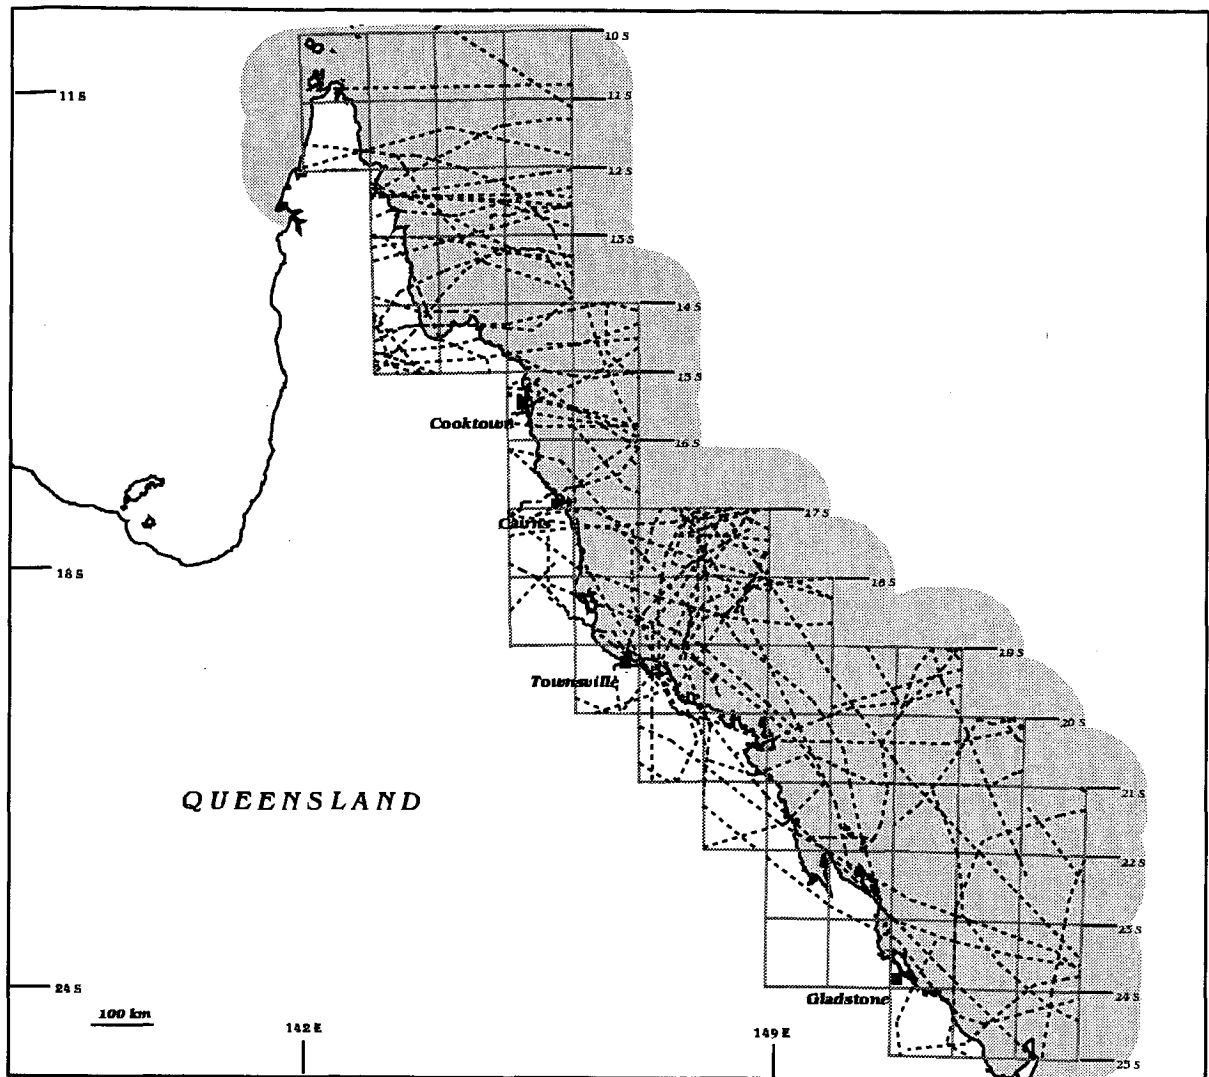 10 S
11 S
11 S
12 S
13 S
14 S
15 S
Cooktown
16 S
Cairns
17 S
18 S
18 S
19 S
Townsville
20 S
QUEENSLAND
21 S
22 S
23 S
24 S
Gladstone
24 S
100 km
142 E
149 E
25 S